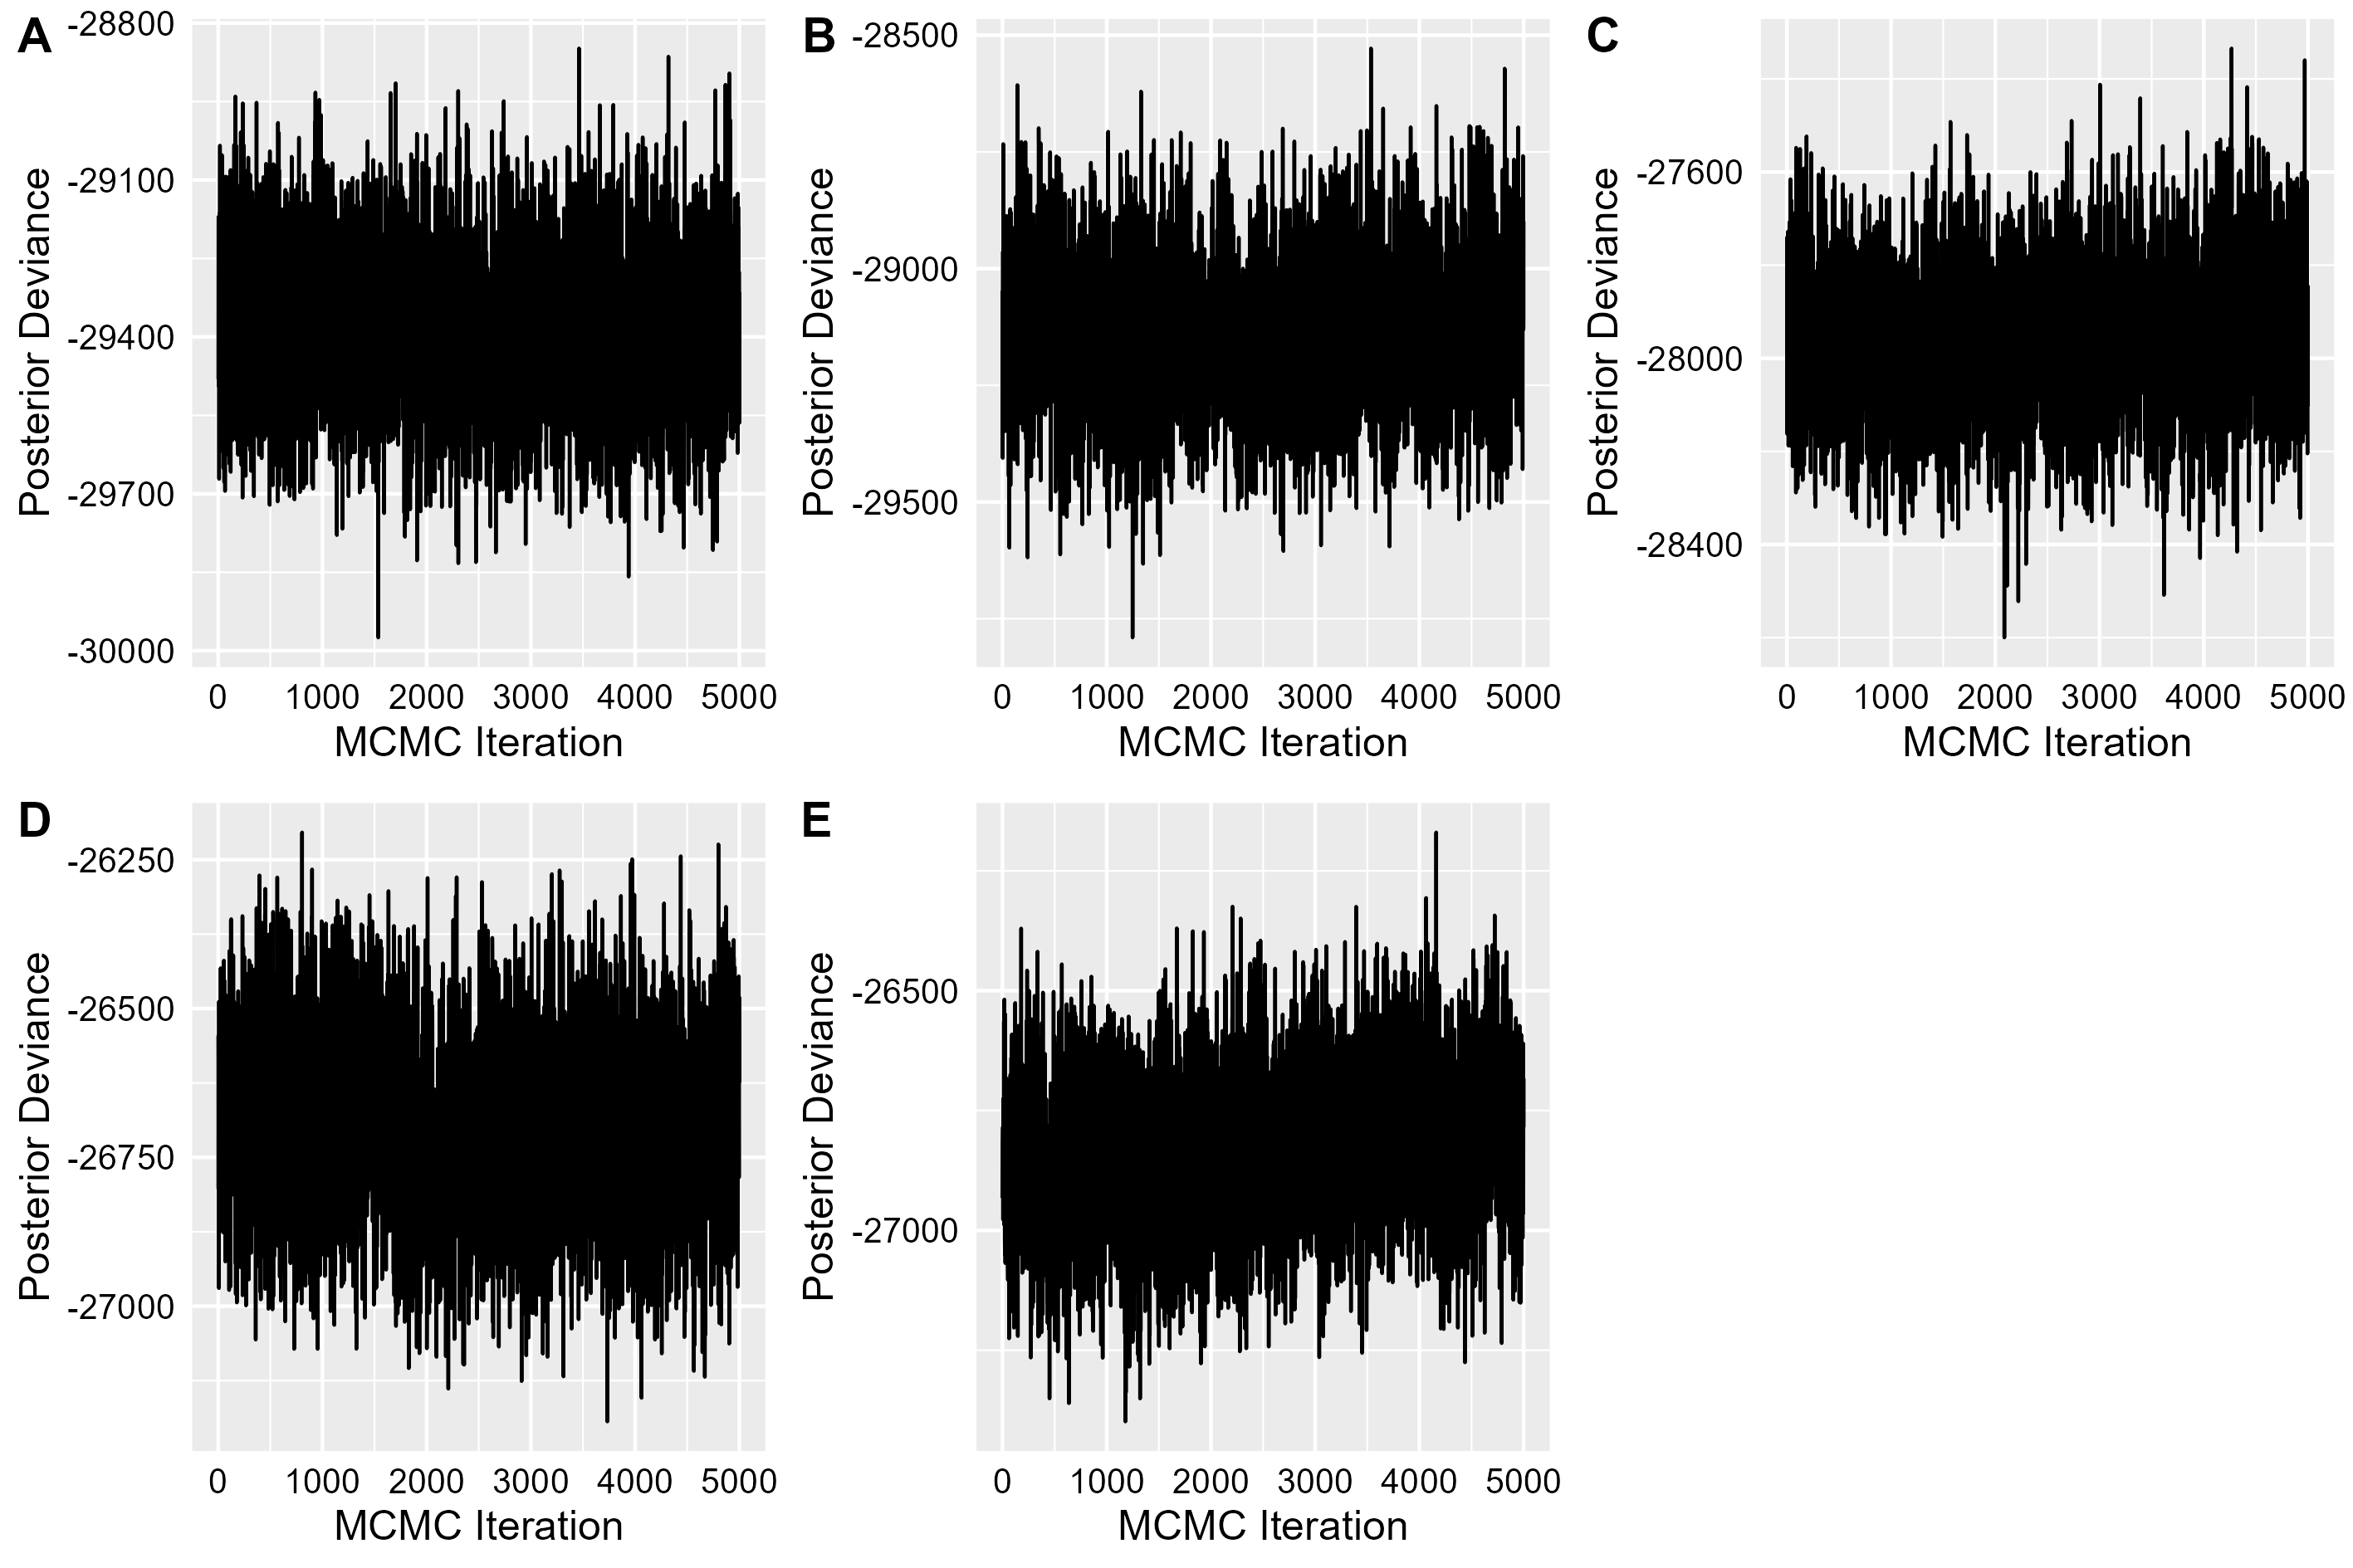 A
-28800
-29100
-29400
-29700
-30000
Posterior Deviance
0 1000 2000 3000 4000 5000
MCMC Iteration
B
-28500
-29000
-29500
Posterior Deviance
0 1000 2000 3000 4000 5000
MCMC Iteration
C
-27600
-28000
-28400
Posterior Deviance
0 1000 2000 3000 4000 5000
MCMC Iteration
D
-26250
-26500
-26750
-27000
Posterior Deviance
0 1000 2000 3000 4000 5000
MCMC Iteration
E
-26500
-27000
Posterior Deviance
0 1000 2000 3000 4000 5000
MCMC Iteration